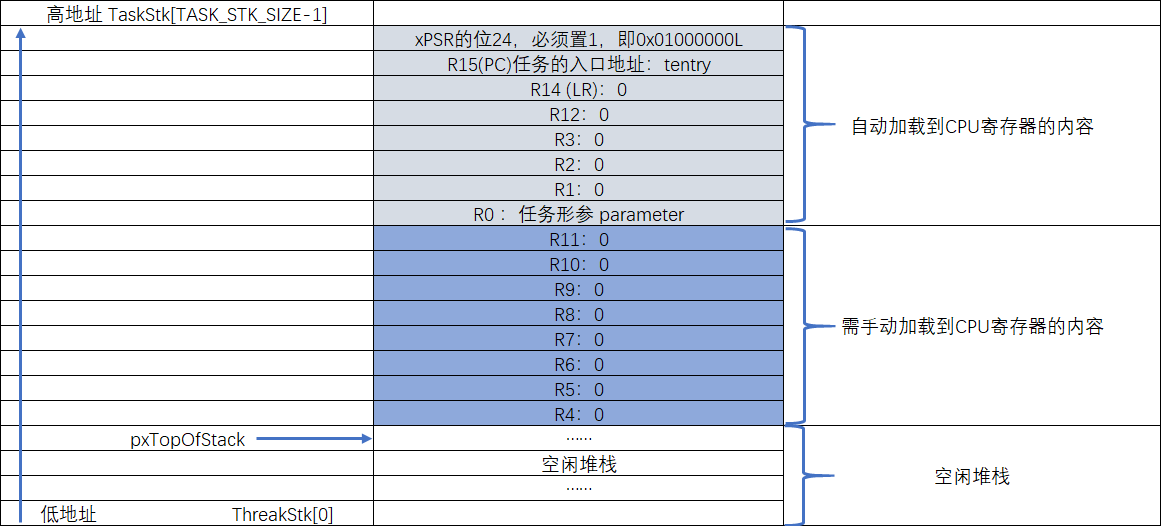 高地址 TaskStk[TASK_STK_SIZE-1]
xPSR的位24，必须置1，即0x01000000L
R15(PC)任务的入口地址：tentry
R14 (LR)：0
R12：0
R3：0
R2：0
R1：0
R0 ：任务形参 parameter
自动加载到CPU寄存器的内容
R11：0
R10：0
R9：0
R8：0
R7：0
R6：0
R5：0
R4：0
需手动加载到CPU寄存器的内容
pxTopOfStack
……
空闲堆栈
……
空闲堆栈
低地址 ThreakStk[0]